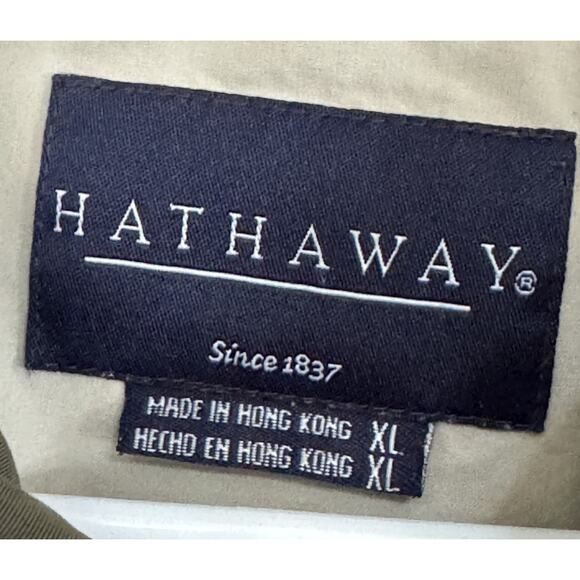 HATHAWAY®
Since 1837
MADE IN HONG KONG XL
HECHO EN HONG KONG XL